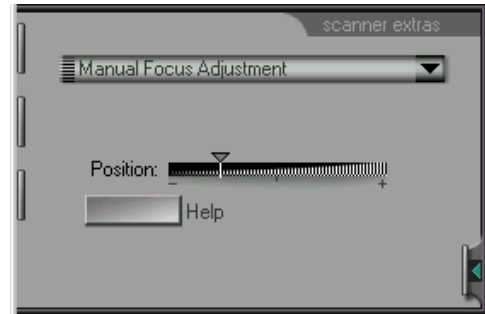 scanner extras
Manual Focus Adjustment
Position:
- +
Help